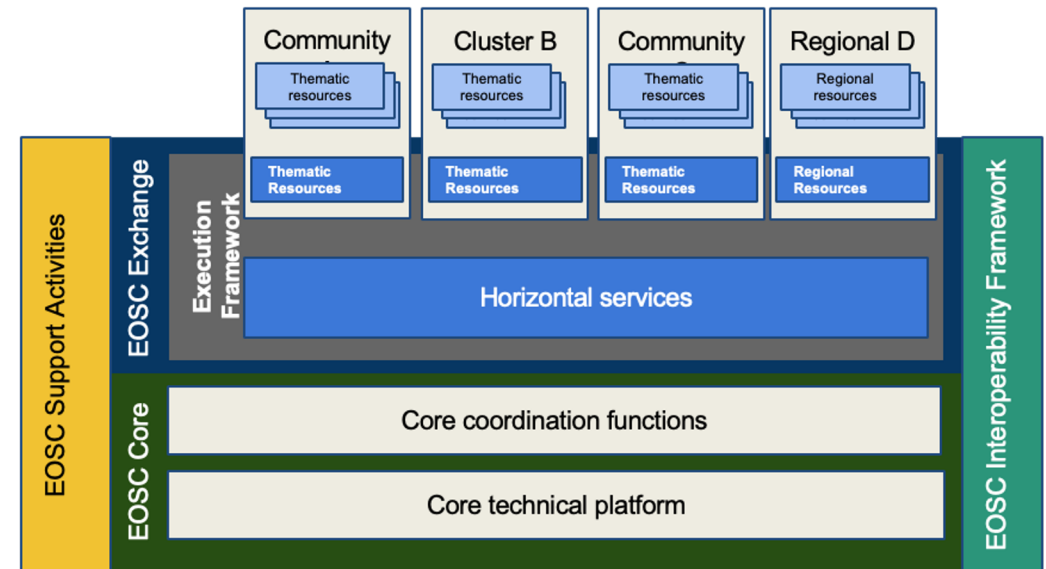 Community
Cluster B
Community
Regional D
Thematic
resources
Thematic
resources
Thematic
resources
Regional
resources
Thematic
Resources
Thematic
Resources
Thematic
Resources
Regional
Resources
EOSC Support Activities
EOSC Exchange
Execution
Framework
Horizontal services
EOSC Core
Core coordination functions
Core technical platform
EOSC Interoperability Framework